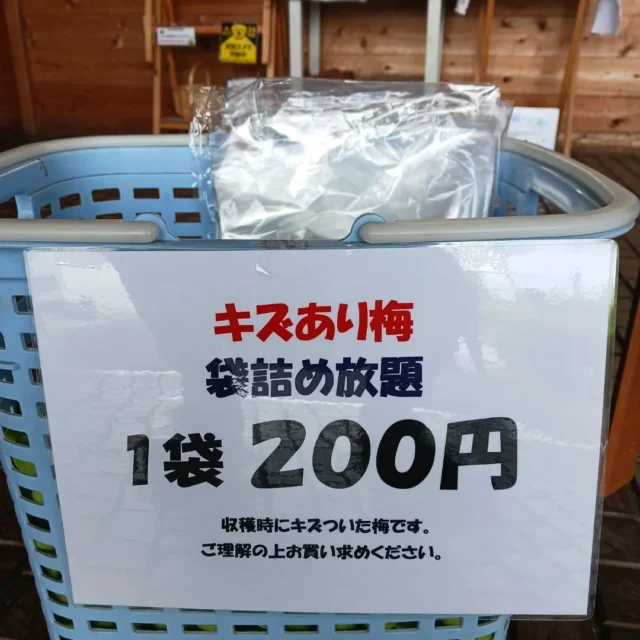 キズあり梅
袋詰め放題
1袋 200円
収穫時にキズついた梅です。
ご理解の上お買い求めください。